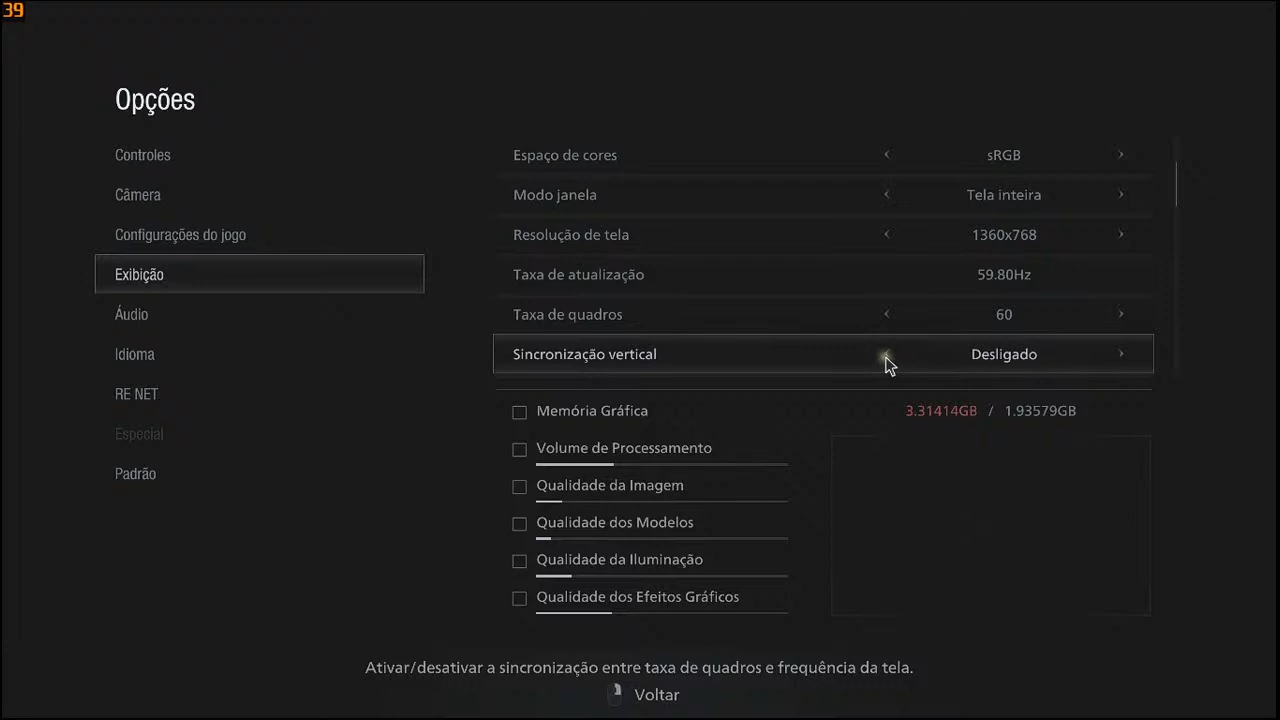 39
Opções
Controles
Câmera
Configurações do jogo
Exibição
Áudio
Idioma
RE NET
Especial
Padrão
Espaço de cores sRGB
Modo janela Tela inteira
Resolução de tela 1360x768
Taxa de atualização 59.80Hz
Taxa de quadros 60
Sincronização vertical Desligado
Memória Gráfica 3.31414GB / 1.93579GB
Volume de Processamento
Qualidade da Imagem
Qualidade dos Modelos
Qualidade da Iluminação
Qualidade dos Efeitos Gráficos
Ativar/desativar a sincronização entre taxa de quadros e frequência da tela.
Voltar